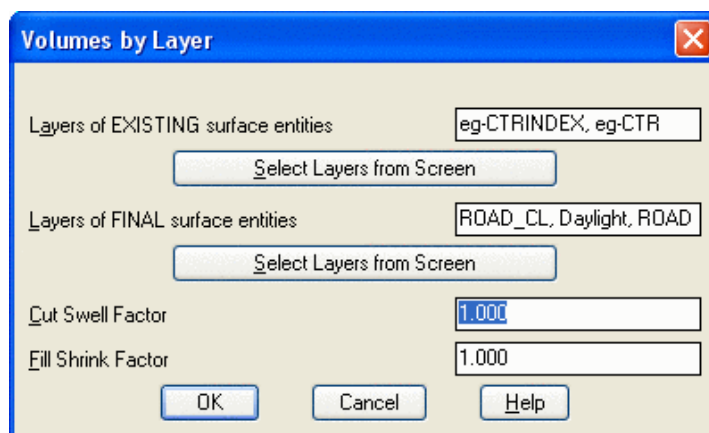 Volumes by Layer
Layers of EXISTING surface entities eg-CTRINDEX, eg-CTR
Select Layers from Screen
Layers of FINAL surface entities ROAD_CL, Daylight, ROAD
Select Layers from Screen
Cut Swell Factor 1.000
Fill Shrink Factor 1.000
OK Cancel Help